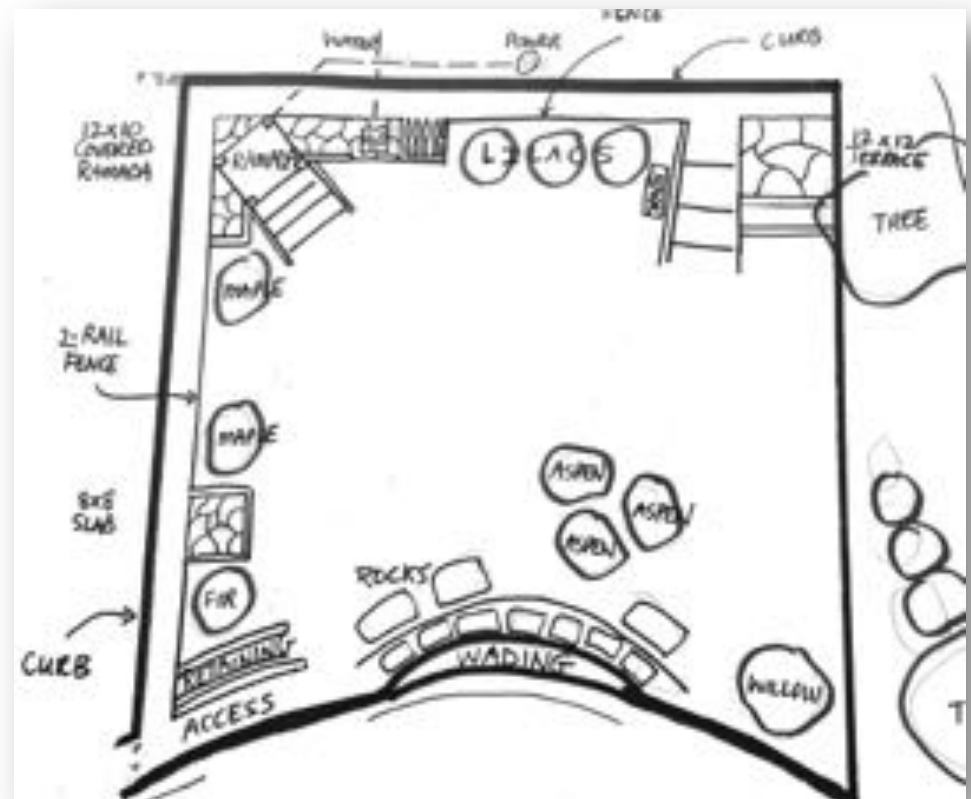 FENCE
POWER
CURB
12x10
COVERED
RAMADA
RAMADA
LILACS
12x12
TERRACE
TREE
MAPLE
2-RAIL
FENCE
MAPLE
ASPEN
ASPEN
ASPEN
8x8
SLAB
ROCKS
FIR
CURB
RETAINING
WADING
WILLOW
ACCESS
T